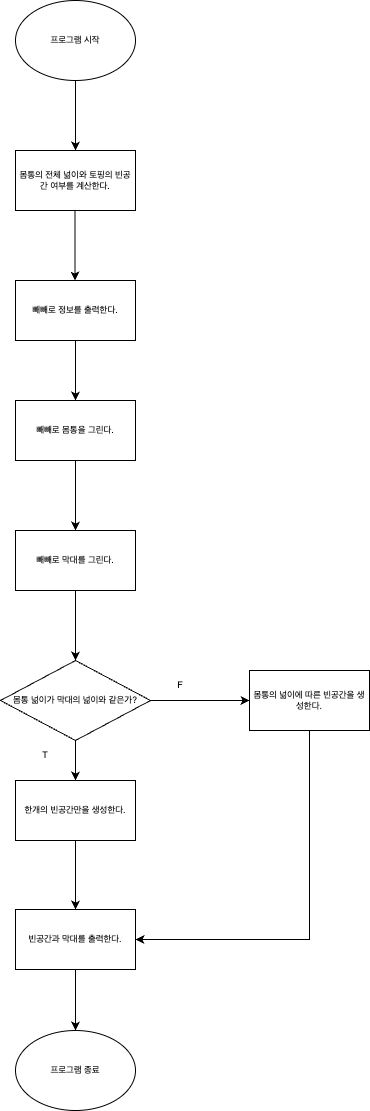 프로그램 시작
몸통의 전체 넓이와 토핑의 빈공
간 여부를 계산한다.
빼빼로 정보를 출력한다.
빼빼로 몸통을 그린다.
빼빼로 막대를 그린다.
몸통 넓이가 막대의 넓이와 같은가?
F
몸통의 넓이에 따른 빈공간을 생
성한다.
T
한개의 빈공간만을 생성한다.
빈공간과 막대를 출력한다.
프로그램 종료